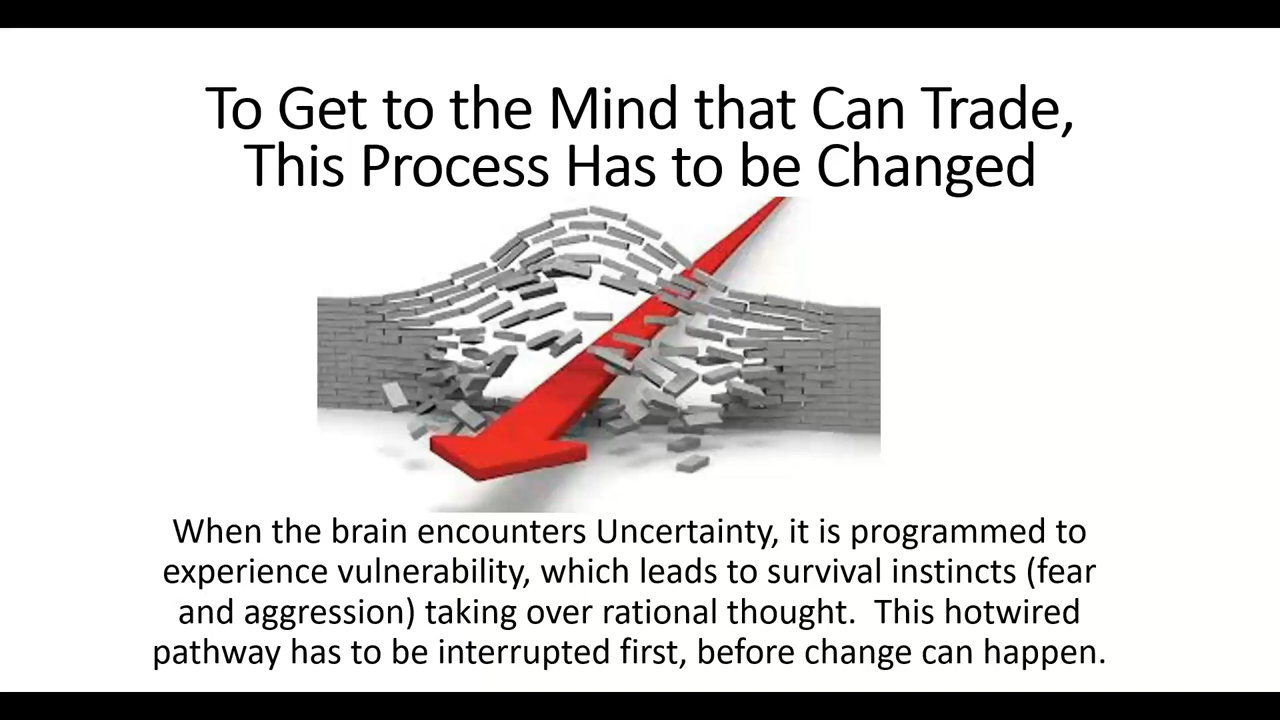 To Get to the Mind that Can Trade,
This Process Has to be Changed
When the brain encounters Uncertainty, it is programmed to
experience vulnerability, which leads to survival instincts (fear
and aggression) taking over rational thought.  This hotwired
pathway has to be interrupted first, before change can happen.